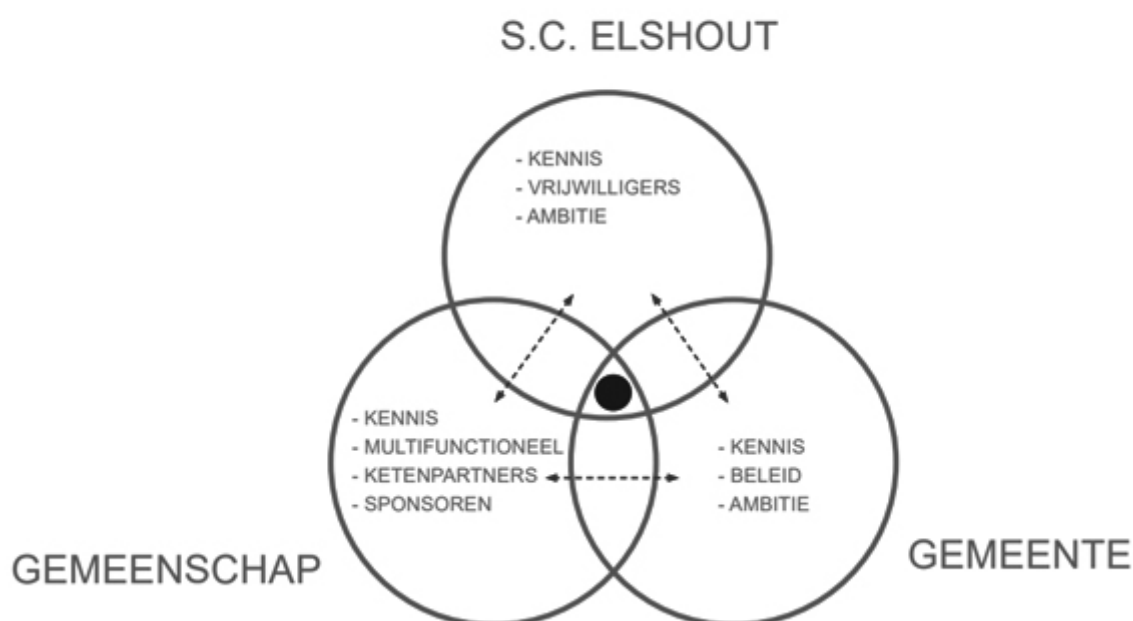 S.C. ELSHOUT
- KENNIS
- VRIJWILLIGERS
- AMBITIE
- KENNIS
- MULTIFUNCTIONEEL
- KETENPARTNERS
- SPONSOREN
- KENNIS
- BELEID
- AMBITIE
GEMEENSCHAP
GEMEENTE